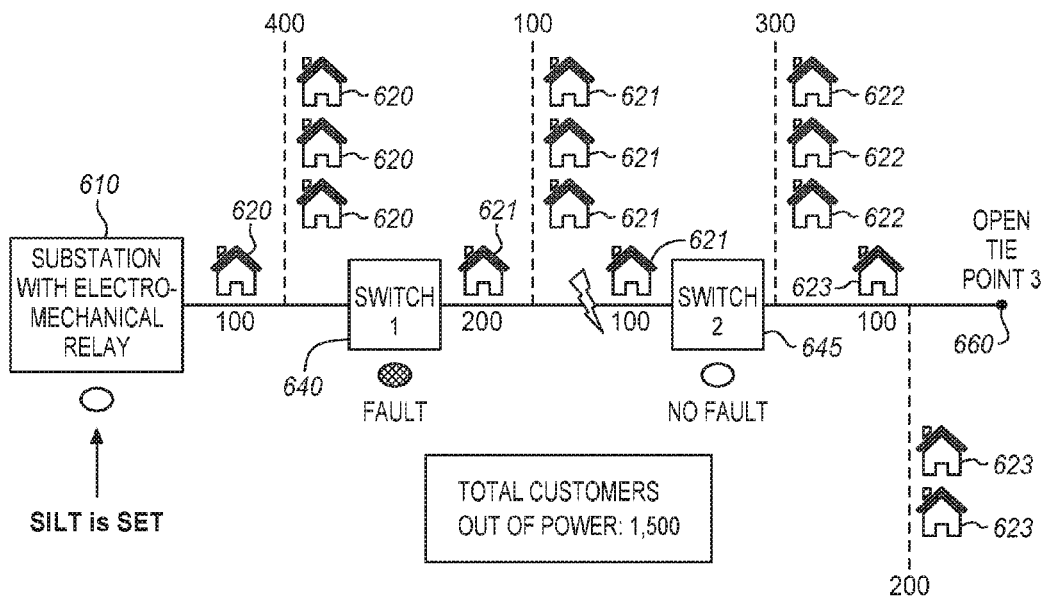 400
100
300
620
621
622
620
621
622
610
620
620
621
621
621
622
OPEN
TIE
POINT 3
SUBSTATION
WITH ELECTRO-
MECHANICAL
RELAY
SWITCH
1
SWITCH
2
623
100
200
100
100
640
645
660
FAULT
NO FAULT
SILT is SET
TOTAL CUSTOMERS
OUT OF POWER: 1,500
623
623
200